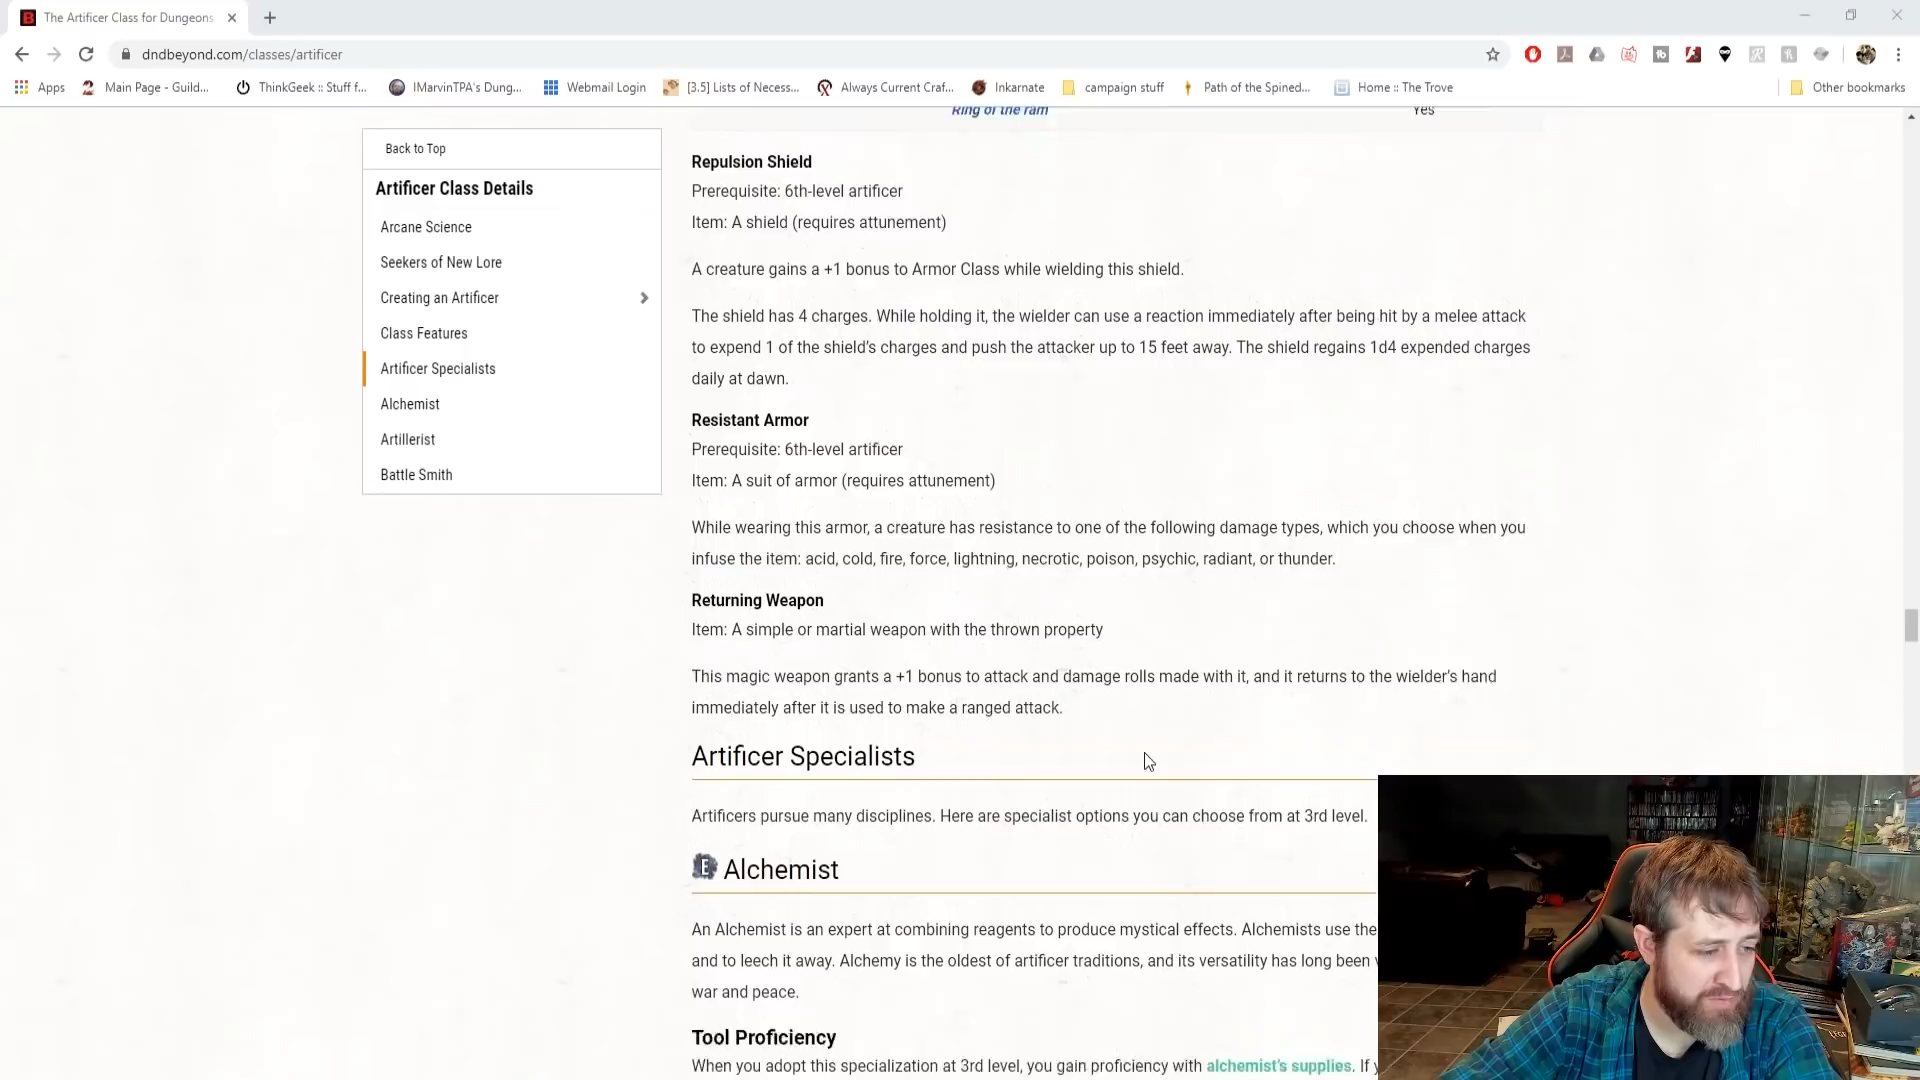 The Artificer Class for Dungeons
dndbeyond.com/classes/artificer
Apps
Main Page - Guild...
ThinkGeek :: Stuff f...
IMarvinTPA's Dung...
Webmail Login
[3.5] Lists of Necess...
Always Current Craf...
Inkarnate
campaign stuff
Path of the Spined...
Home :: The Trove
Other bookmarks
Ring of the ram
Yes
Back to Top
Artificer Class Details
Arcane Science
Seekers of New Lore
Creating an Artificer
Class Features
Artificer Specialists
Alchemist
Artillerist
Battle Smith
Repulsion Shield
Prerequisite: 6th-level artificer
Item: A shield (requires attunement)
A creature gains a +1 bonus to Armor Class while wielding this shield.
The shield has 4 charges. While holding it, the wielder can use a reaction immediately after being hit by a melee attack
to expend 1 of the shield's charges and push the attacker up to 15 feet away. The shield regains 1d4 expended charges
daily at dawn.
Resistant Armor
Prerequisite: 6th-level artificer
Item: A suit of armor (requires attunement)
While wearing this armor, a creature has resistance to one of the following damage types, which you choose when you
infuse the item: acid, cold, fire, force, lightning, necrotic, poison, psychic, radiant, or thunder.
Returning Weapon
Item: A simple or martial weapon with the thrown property
This magic weapon grants a +1 bonus to attack and damage rolls made with it, and it returns to the wielder's hand
immediately after it is used to make a ranged attack.
Artificer Specialists
Artificers pursue many disciplines. Here are specialist options you can choose from at 3rd level.
E Alchemist
An Alchemist is an expert at combining reagents to produce mystical effects. Alchemists use the
and to leech it away. Alchemy is the oldest of artificer traditions, and its versatility has long been
war and peace.
Tool Proficiency
When you adopt this specialization at 3rd level, you gain proficiency with alchemist's supplies. If